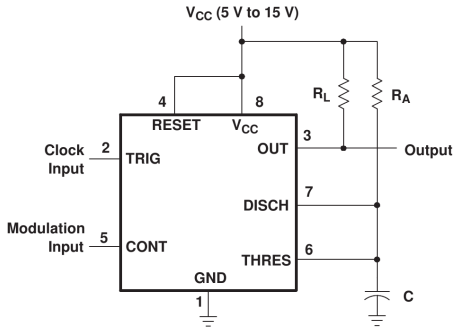 VCC (5 V to 15 V)
RL
RA
4
8
RESET
VCC
3
OUT
Output
Clock
Input
2
TRIG
7
DISCH
Modulation
Input
5
CONT
6
THRES
GND
1
C